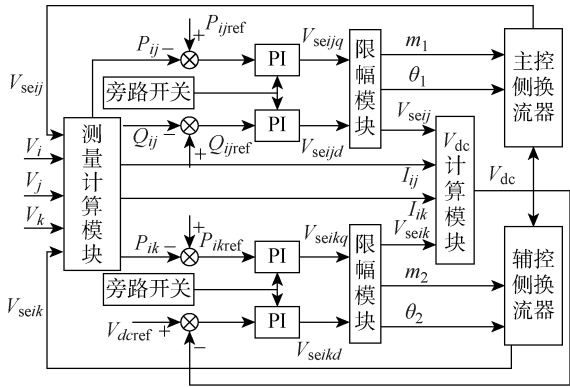 P_ijref
P_ij
V_seijq
m_1
PI
限幅模块
θ_1
主控侧换流器
V_seij
旁路开关
V_seij
测量计算模块
Q_ij
Q_ijref
PI
V_seijd
V_dc计算模块
V_i
V_j
V_k
I_ij
I_ik
V_dc
P_ik
P_ikref
PI
V_seikq
V_seik
限幅模块
m_2
辅控侧换流器
旁路开关
V_seik
V_dcref
PI
V_seikd
θ_2
+
−
+
−
+
−
+
−